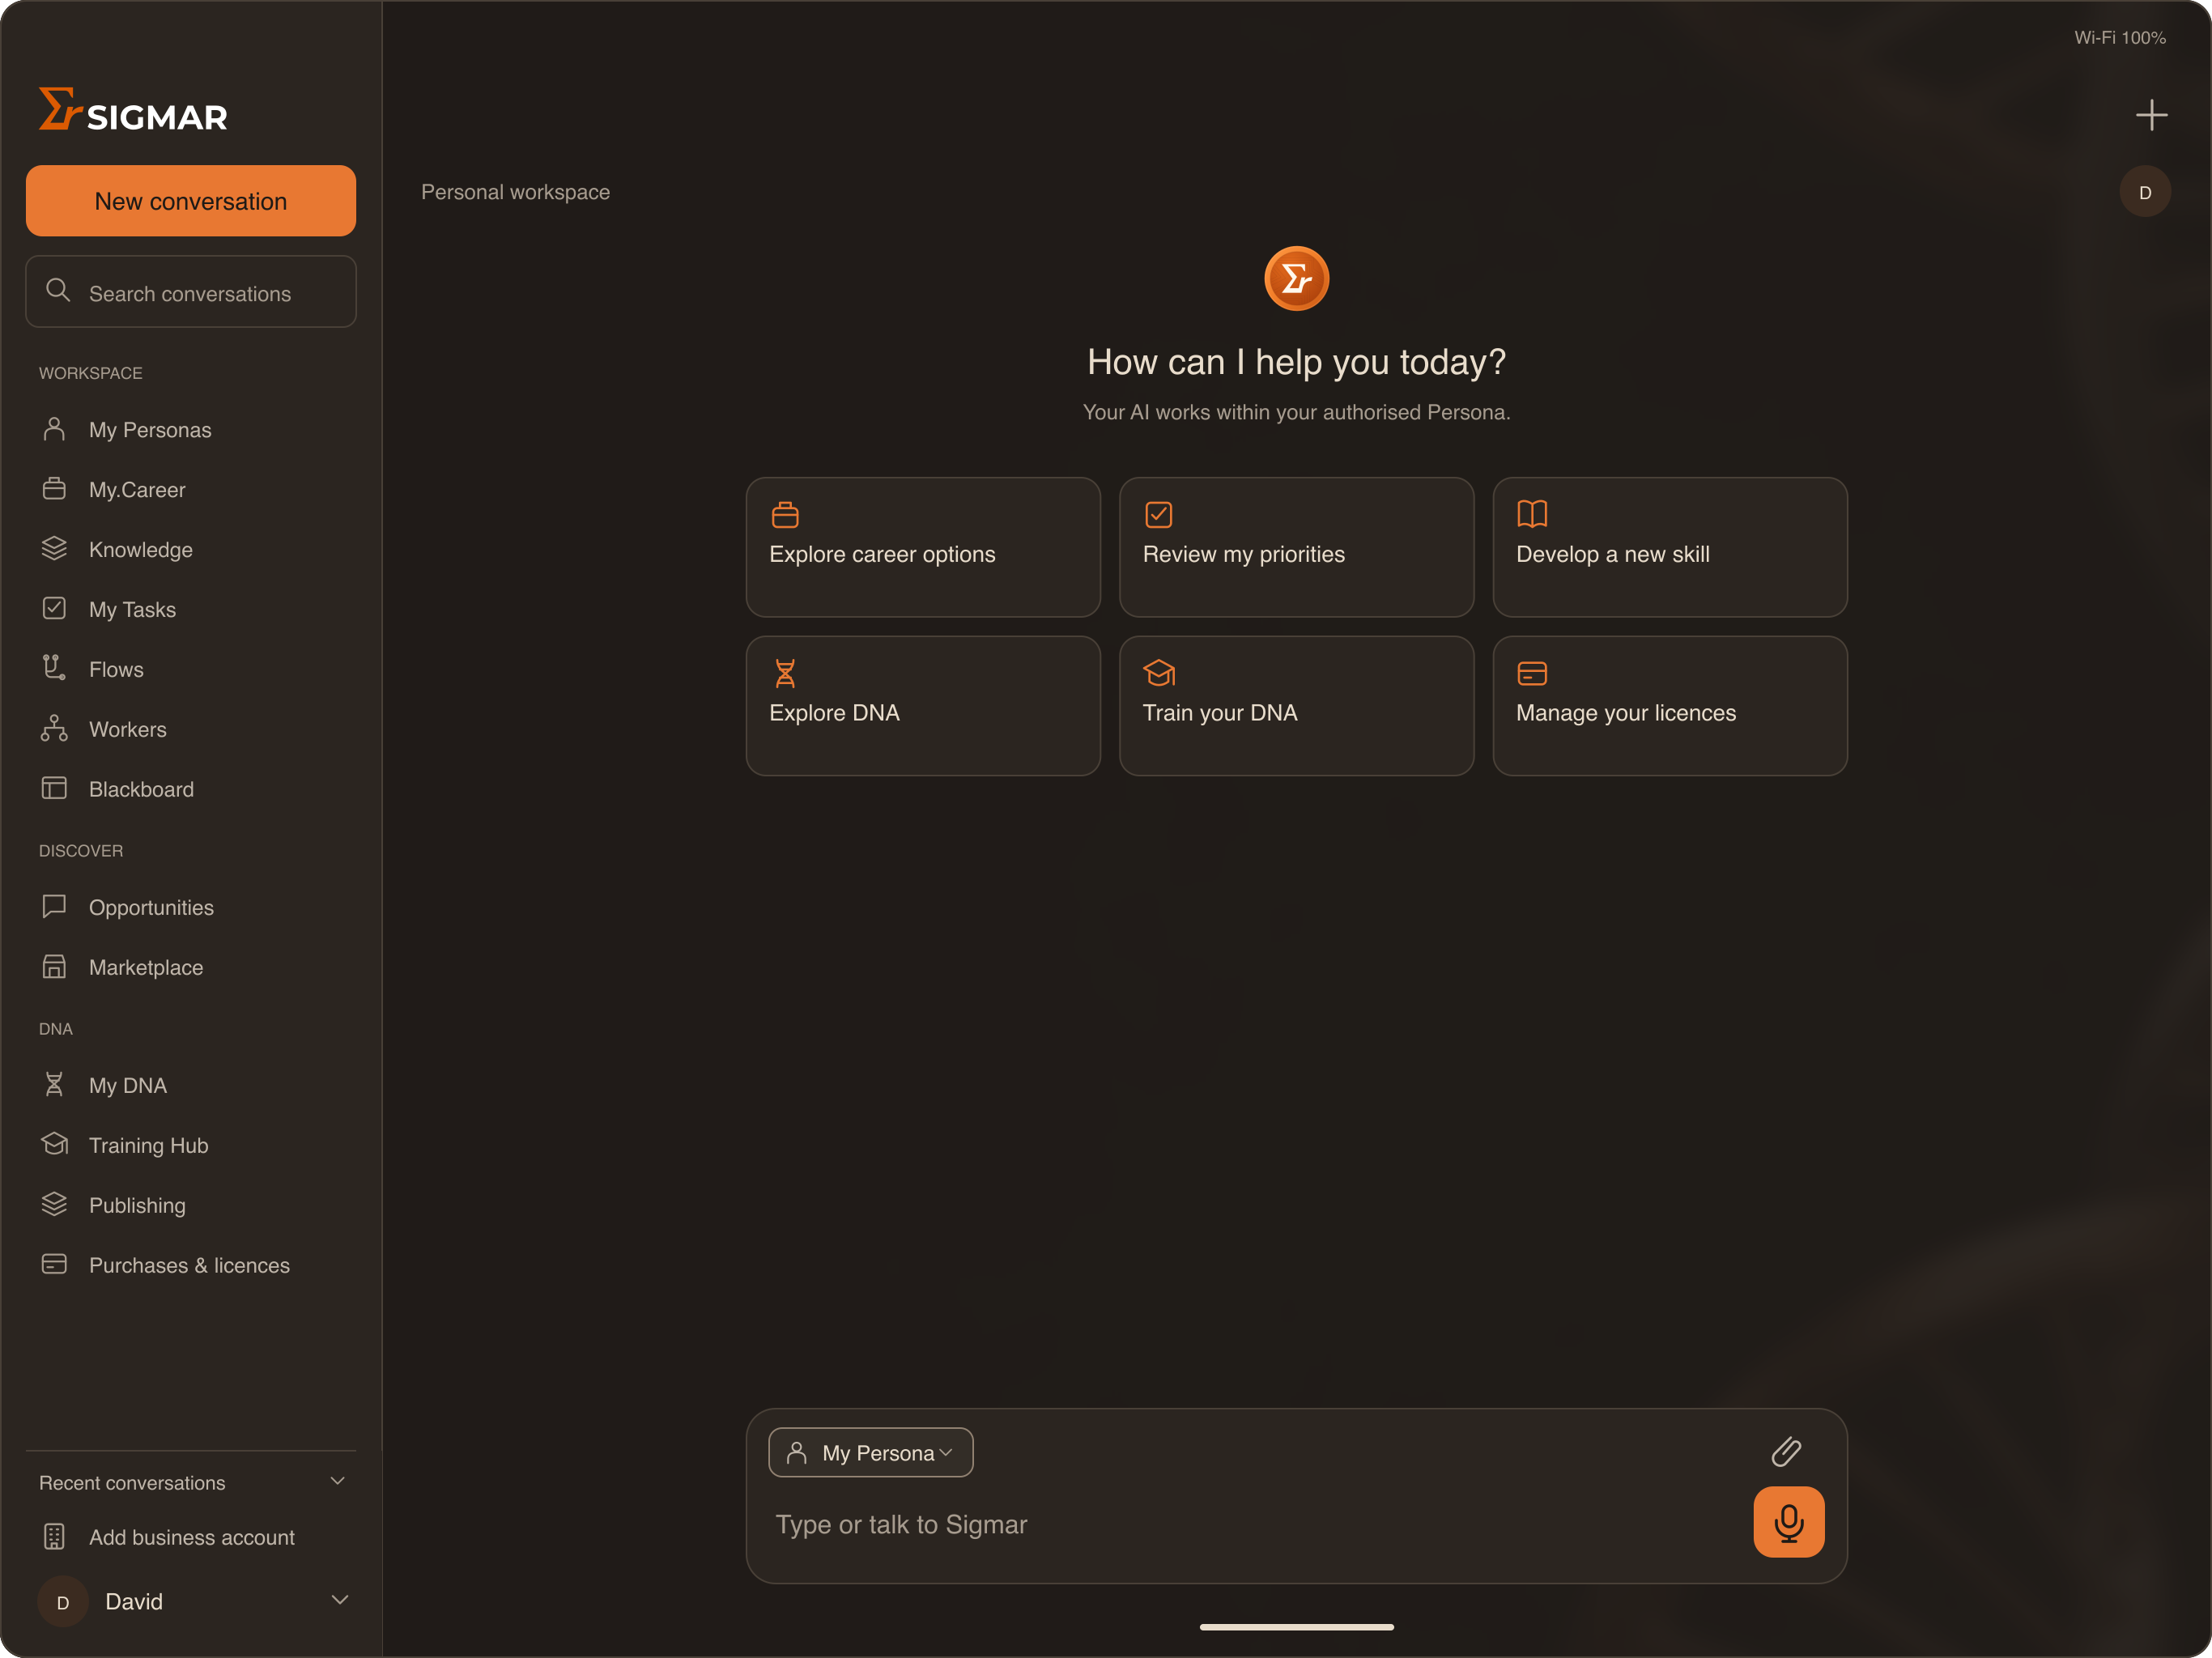 Wi-Fi 100%
Σr SIGMAR
New conversation
Search conversations
WORKSPACE
My Personas
My.Career
Knowledge
My Tasks
Flows
Workers
Blackboard
DISCOVER
Opportunities
Marketplace
DNA
My DNA
Training Hub
Publishing
Purchases & licences
Recent conversations
Add business account
D David
Personal workspace
D
Σr
How can I help you today?
Your AI works within your authorised Persona.
Explore career options
Review my priorities
Develop a new skill
Explore DNA
Train your DNA
Manage your licences
My Persona
Type or talk to Sigmar